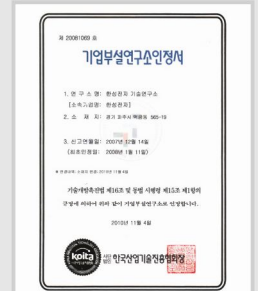 제 20081069 호
기업부설연구소인정서
1. 연 구 소 명: 한성전자 기술연구소
[소속기업명: 한성전자]
2. 소 재 지: 경기 파주시 565-19
3. 신고연월일: 2007년 12월 14일
(최초인정일: 2008년 1월 11일)
기술개발촉진법 제16조 및 동법 시행령 제15조 제1항의
규정에 의하여 위와 같이 기업부설연구소로 인정합니다.
2010년 11월 4일
koita
사단법인 한국산업기술진흥협회장